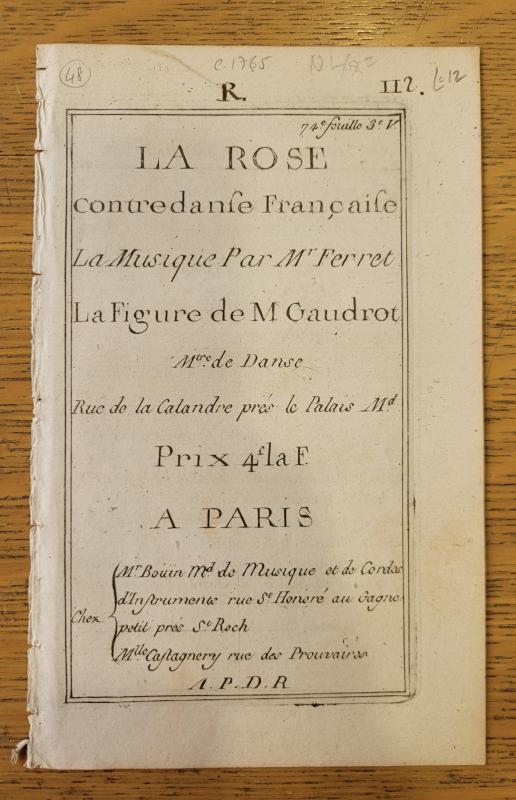 48 c. 1765
R. 112. L=12
74e feuille 3e V
LA ROSE
Contredanſe Françaiſe
La Musique Par Mr Ferret
La Figure de M Gaudrot
Mtre de Danse
Rue de la Calandre prés le Palais Md
Prix 4f la F
A PARIS
Chez
Mr Bouin Md de Musique et de Cordes
d'Inſtruments rue St Honoré au Gagne
petit prés St Roch
Mlle Caſtagnery rue des Prouvaires
A. P. D. R